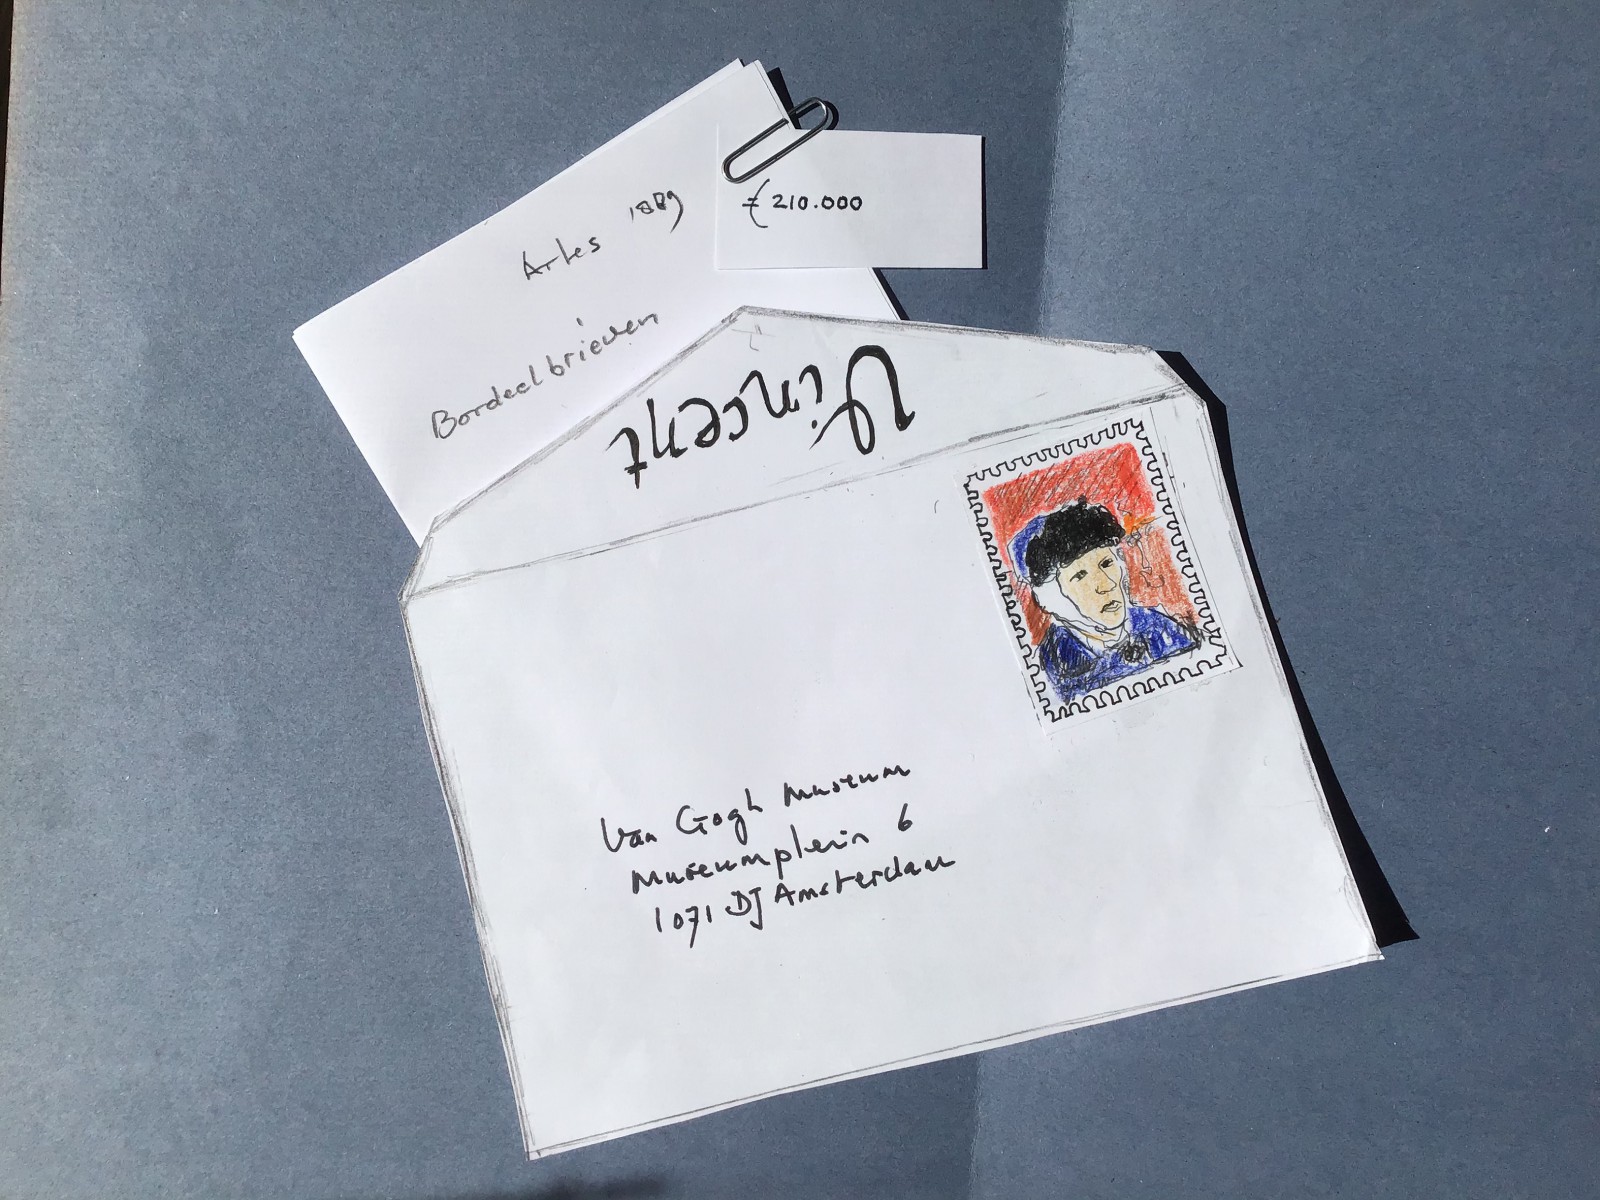 Arles 1889
Bordeelbrieven
€ 210.000
Vincent
Van Gogh Museum
Museumplein 6
1071 DJ Amsterdam